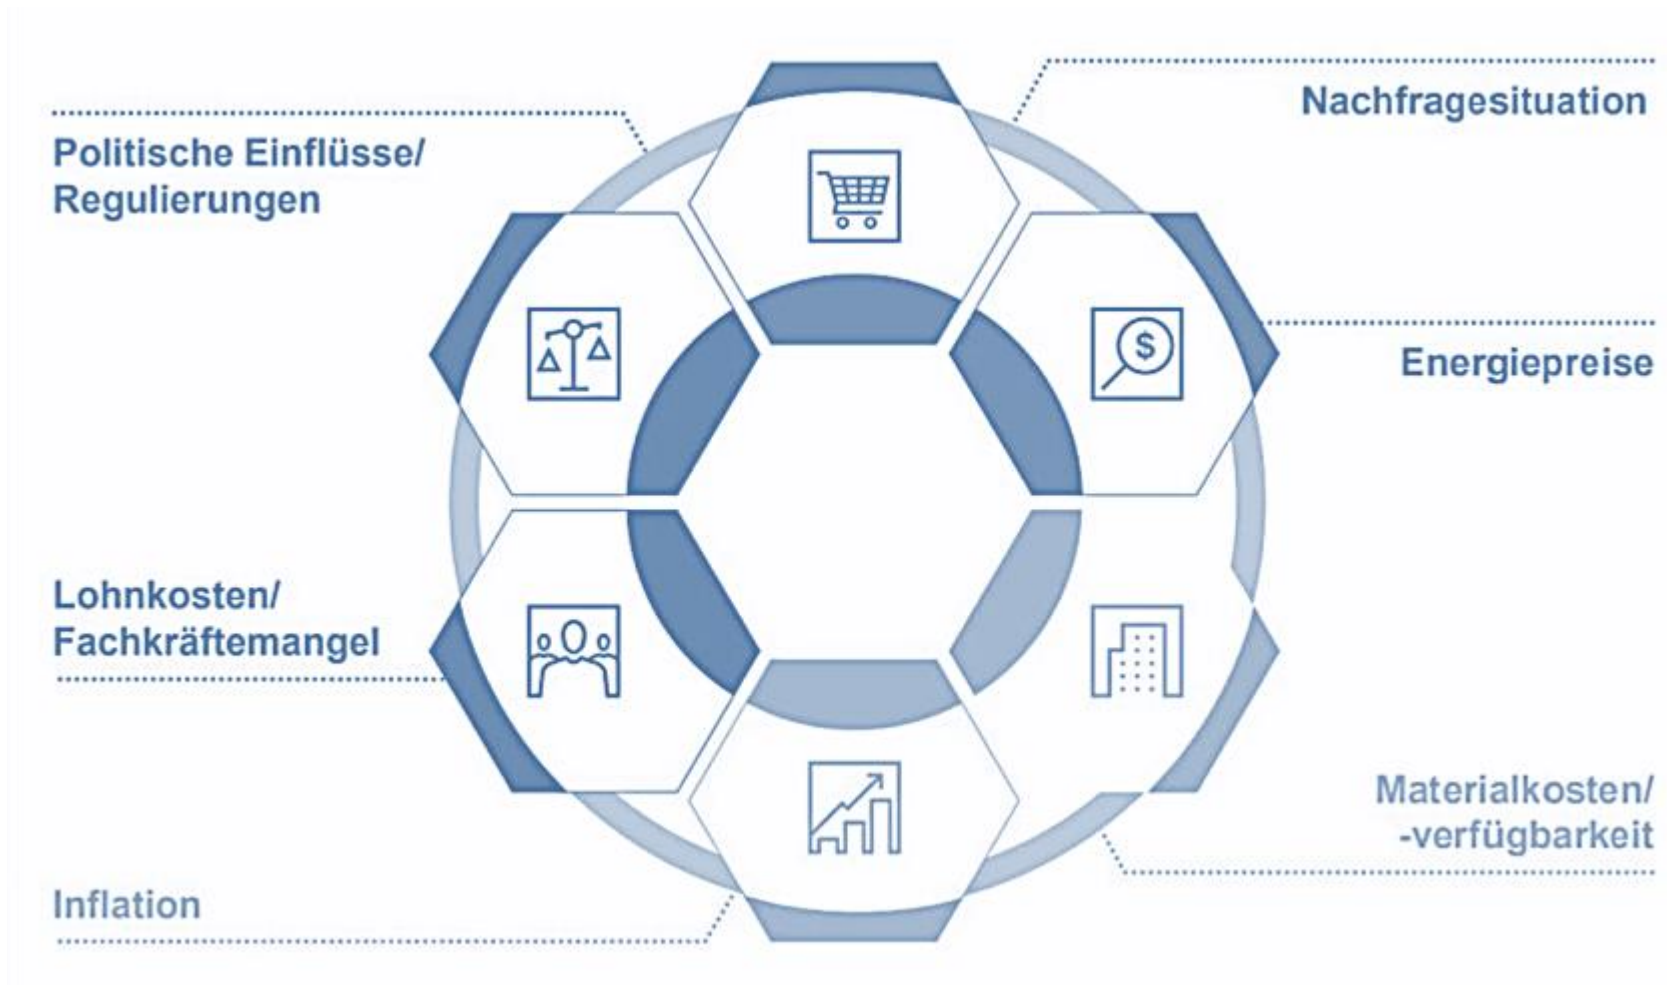 Politische Einflüsse/
Regulierungen
Nachfragesituation
$
Energiepreise
Lohnkosten/
Fachkräftemangel
Materialkosten/
-verfügbarkeit
Inflation